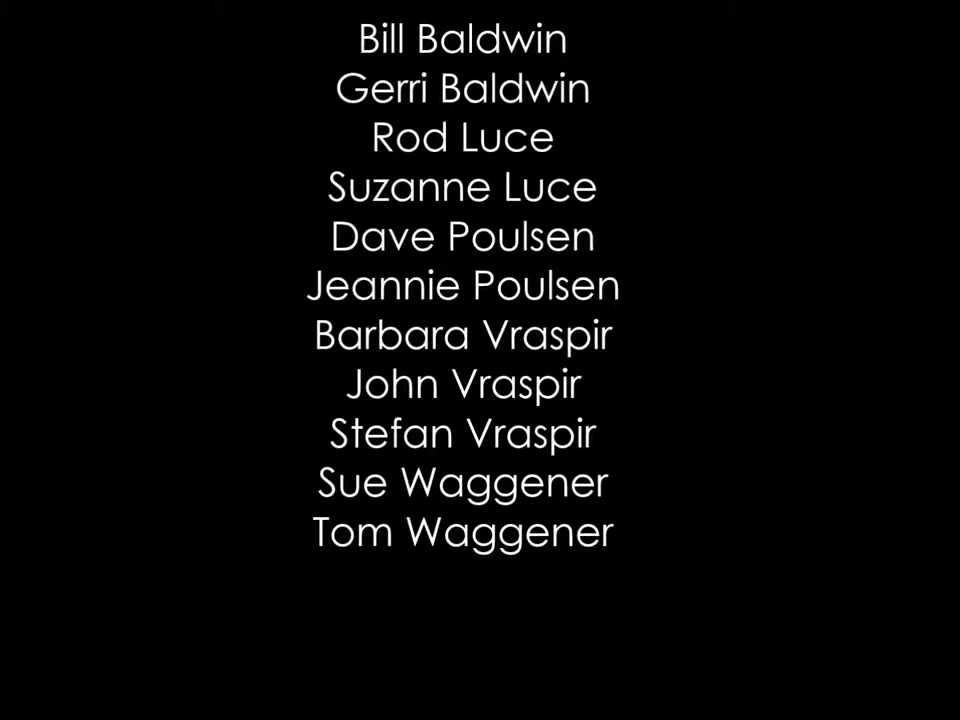 Bill Baldwin
Gerri Baldwin
Rod Luce
Suzanne Luce
Dave Poulsen
Jeannie Poulsen
Barbara Vraspir
John Vraspir
Stefan Vraspir
Sue Waggener
Tom Waggener